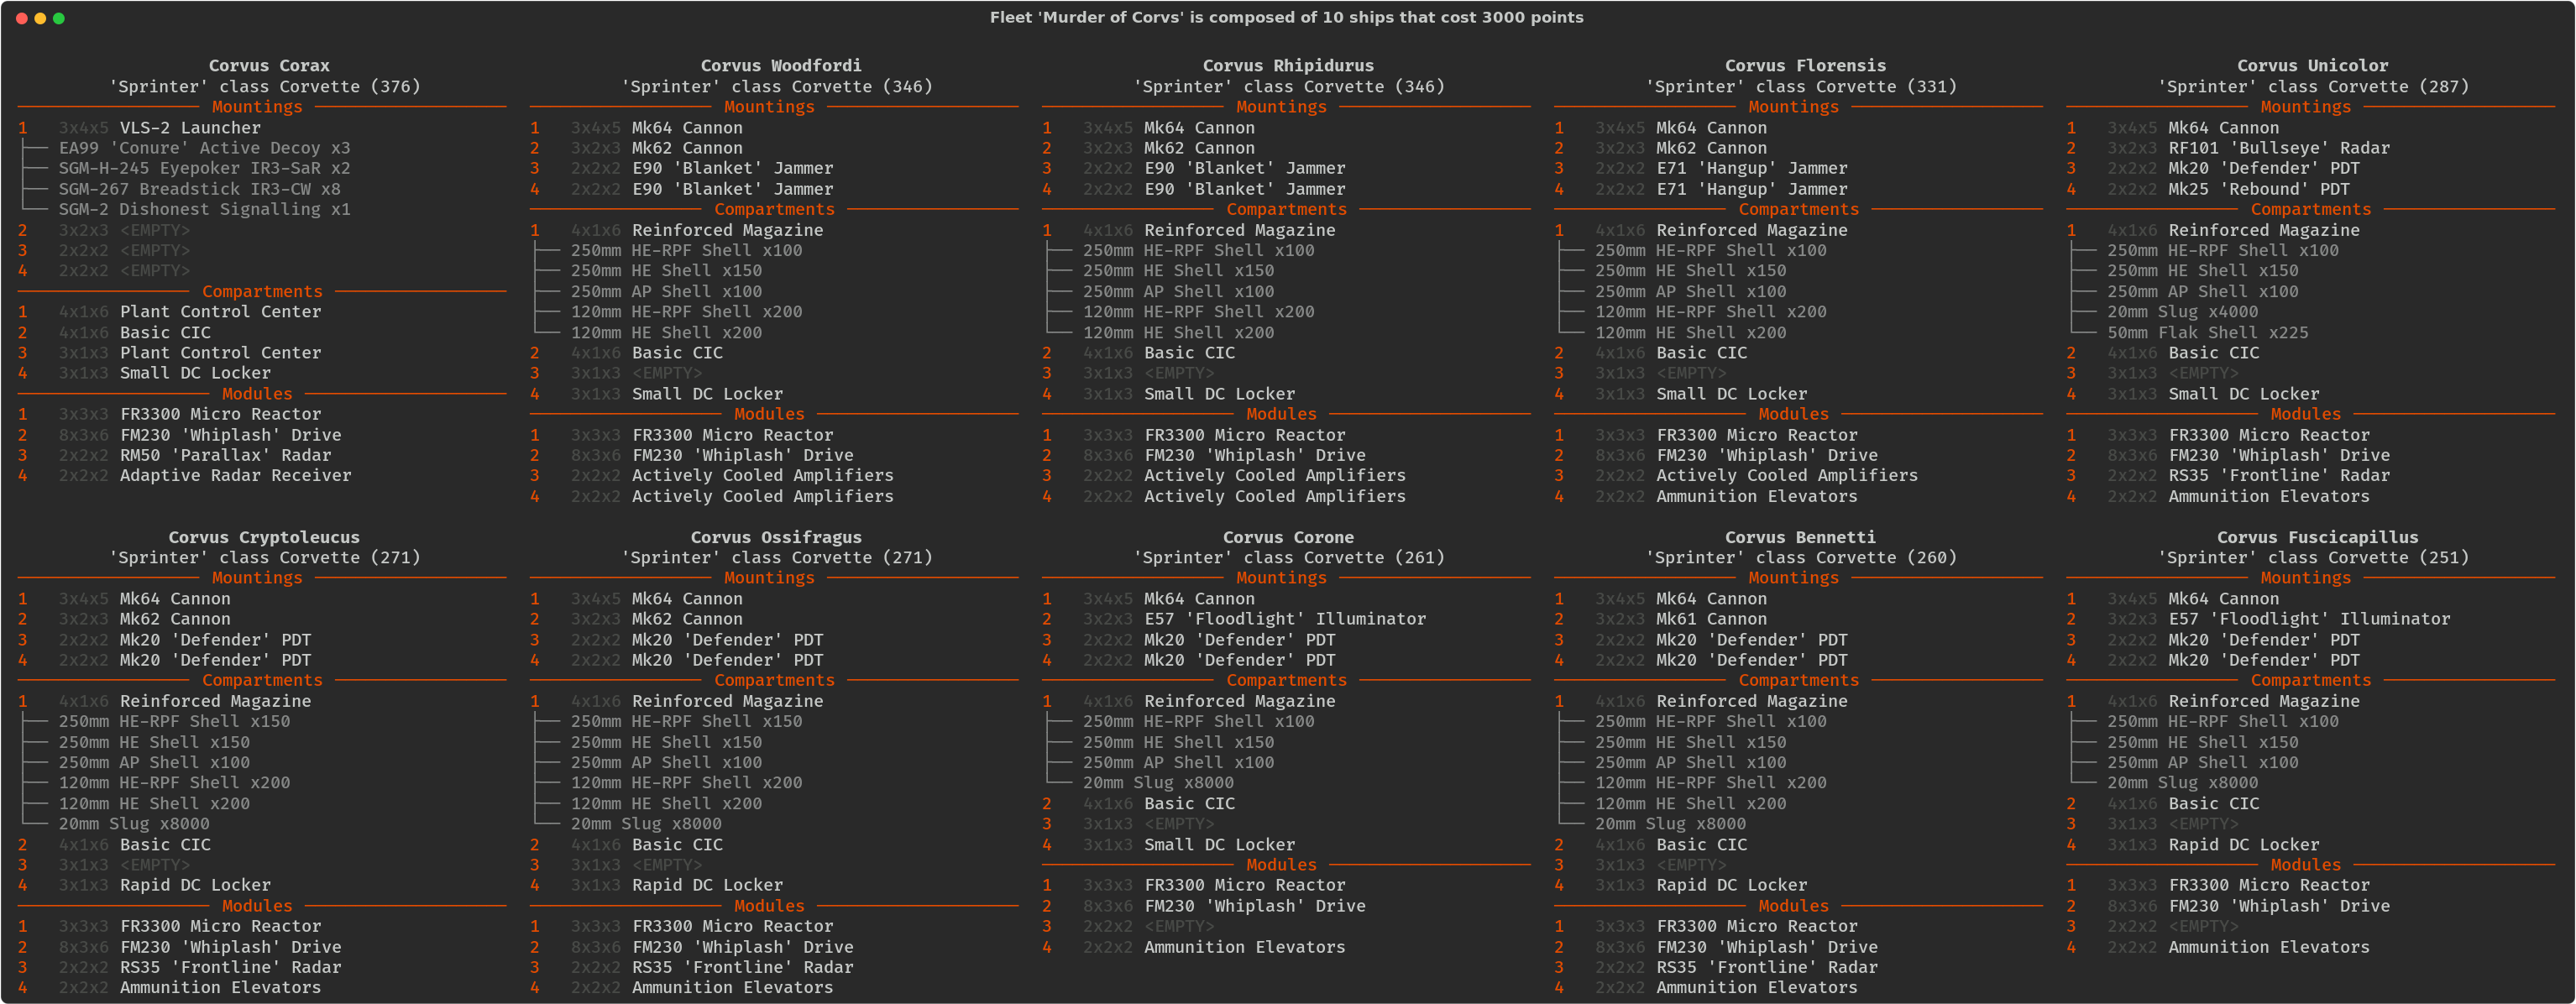 Fleet 'Murder of Corvs' is composed of 10 ships that cost 3000 points
Corvus Corax
'Sprinter' class Corvette (376)
Mountings
1 3x4x5 VLS-2 Launcher
EA99 'Conure' Active Decoy x3
SGM-H-245 Eyepoker IR3-SaR x2
SGM-267 Breadstick IR3-CW x8
SGM-2 Dishonest Signalling x1
2 3x2x3 <EMPTY>
3 2x2x2 <EMPTY>
4 2x2x2 <EMPTY>
Compartments
1 4x1x6 Plant Control Center
2 4x1x6 Basic CIC
3 3x1x3 Plant Control Center
4 3x1x3 Small DC Locker
Modules
1 3x3x3 FR3300 Micro Reactor
2 8x3x6 FM230 'Whiplash' Drive
3 2x2x2 RM50 'Parallax' Radar
4 2x2x2 Adaptive Radar Receiver
Corvus Woodfordi
'Sprinter' class Corvette (346)
Mountings
1 3x4x5 Mk64 Cannon
2 3x2x3 Mk62 Cannon
3 2x2x2 E90 'Blanket' Jammer
4 2x2x2 E90 'Blanket' Jammer
Compartments
1 4x1x6 Reinforced Magazine
250mm HE-RPF Shell x100
250mm HE Shell x150
250mm AP Shell x100
120mm HE-RPF Shell x200
120mm HE Shell x200
2 4x1x6 Basic CIC
3 3x1x3 <EMPTY>
4 3x1x3 Small DC Locker
Modules
1 3x3x3 FR3300 Micro Reactor
2 8x3x6 FM230 'Whiplash' Drive
3 2x2x2 Actively Cooled Amplifiers
4 2x2x2 Actively Cooled Amplifiers
Corvus Rhipidurus
'Sprinter' class Corvette (346)
Mountings
1 3x4x5 Mk64 Cannon
2 3x2x3 Mk62 Cannon
3 2x2x2 E90 'Blanket' Jammer
4 2x2x2 E90 'Blanket' Jammer
Compartments
1 4x1x6 Reinforced Magazine
250mm HE-RPF Shell x100
250mm HE Shell x150
250mm AP Shell x100
120mm HE-RPF Shell x200
120mm HE Shell x200
2 4x1x6 Basic CIC
3 3x1x3 <EMPTY>
4 3x1x3 Small DC Locker
Modules
1 3x3x3 FR3300 Micro Reactor
2 8x3x6 FM230 'Whiplash' Drive
3 2x2x2 Actively Cooled Amplifiers
4 2x2x2 Actively Cooled Amplifiers
Corvus Florensis
'Sprinter' class Corvette (331)
Mountings
1 3x4x5 Mk64 Cannon
2 3x2x3 Mk62 Cannon
3 2x2x2 E71 'Hangup' Jammer
4 2x2x2 E71 'Hangup' Jammer
Compartments
1 4x1x6 Reinforced Magazine
250mm HE-RPF Shell x100
250mm HE Shell x150
250mm AP Shell x100
120mm HE-RPF Shell x200
120mm HE Shell x200
2 4x1x6 Basic CIC
3 3x1x3 <EMPTY>
4 3x1x3 Small DC Locker
Modules
1 3x3x3 FR3300 Micro Reactor
2 8x3x6 FM230 'Whiplash' Drive
3 2x2x2 Actively Cooled Amplifiers
4 2x2x2 Ammunition Elevators
Corvus Unicolor
'Sprinter' class Corvette (287)
Mountings
1 3x4x5 Mk64 Cannon
2 3x2x3 RF101 'Bullseye' Radar
3 2x2x2 Mk20 'Defender' PDT
4 2x2x2 Mk25 'Rebound' PDT
Compartments
1 4x1x6 Reinforced Magazine
250mm HE-RPF Shell x100
250mm HE Shell x150
250mm AP Shell x100
20mm Slug x4000
50mm Flak Shell x225
2 4x1x6 Basic CIC
3 3x1x3 <EMPTY>
4 3x1x3 Small DC Locker
Modules
1 3x3x3 FR3300 Micro Reactor
2 8x3x6 FM230 'Whiplash' Drive
3 2x2x2 RS35 'Frontline' Radar
4 2x2x2 Ammunition Elevators
Corvus Cryptoleucus
'Sprinter' class Corvette (271)
Mountings
1 3x4x5 Mk64 Cannon
2 3x2x3 Mk62 Cannon
3 2x2x2 Mk20 'Defender' PDT
4 2x2x2 Mk20 'Defender' PDT
Compartments
1 4x1x6 Reinforced Magazine
250mm HE-RPF Shell x150
250mm HE Shell x150
250mm AP Shell x100
120mm HE-RPF Shell x200
120mm HE Shell x200
20mm Slug x8000
2 4x1x6 Basic CIC
3 3x1x3 <EMPTY>
4 3x1x3 Rapid DC Locker
Modules
1 3x3x3 FR3300 Micro Reactor
2 8x3x6 FM230 'Whiplash' Drive
3 2x2x2 RS35 'Frontline' Radar
4 2x2x2 Ammunition Elevators
Corvus Ossifragus
'Sprinter' class Corvette (271)
Mountings
1 3x4x5 Mk64 Cannon
2 3x2x3 Mk62 Cannon
3 2x2x2 Mk20 'Defender' PDT
4 2x2x2 Mk20 'Defender' PDT
Compartments
1 4x1x6 Reinforced Magazine
250mm HE-RPF Shell x150
250mm HE Shell x150
250mm AP Shell x100
120mm HE-RPF Shell x200
120mm HE Shell x200
20mm Slug x8000
2 4x1x6 Basic CIC
3 3x1x3 <EMPTY>
4 3x1x3 Rapid DC Locker
Modules
1 3x3x3 FR3300 Micro Reactor
2 8x3x6 FM230 'Whiplash' Drive
3 2x2x2 RS35 'Frontline' Radar
4 2x2x2 Ammunition Elevators
Corvus Corone
'Sprinter' class Corvette (261)
Mountings
1 3x4x5 Mk64 Cannon
2 3x2x3 E57 'Floodlight' Illuminator
3 2x2x2 Mk20 'Defender' PDT
4 2x2x2 Mk20 'Defender' PDT
Compartments
1 4x1x6 Reinforced Magazine
250mm HE-RPF Shell x100
250mm HE Shell x150
250mm AP Shell x100
20mm Slug x8000
2 4x1x6 Basic CIC
3 3x1x3 <EMPTY>
4 3x1x3 Small DC Locker
Modules
1 3x3x3 FR3300 Micro Reactor
2 8x3x6 FM230 'Whiplash' Drive
3 2x2x2 <EMPTY>
4 2x2x2 Ammunition Elevators
Corvus Bennetti
'Sprinter' class Corvette (260)
Mountings
1 3x4x5 Mk64 Cannon
2 3x2x3 Mk61 Cannon
3 2x2x2 Mk20 'Defender' PDT
4 2x2x2 Mk20 'Defender' PDT
Compartments
1 4x1x6 Reinforced Magazine
250mm HE-RPF Shell x100
250mm HE Shell x150
250mm AP Shell x100
120mm HE-RPF Shell x200
120mm HE Shell x200
20mm Slug x8000
2 4x1x6 Basic CIC
3 3x1x3 <EMPTY>
4 3x1x3 Rapid DC Locker
Modules
1 3x3x3 FR3300 Micro Reactor
2 8x3x6 FM230 'Whiplash' Drive
3 2x2x2 RS35 'Frontline' Radar
4 2x2x2 Ammunition Elevators
Corvus Fuscicapillus
'Sprinter' class Corvette (251)
Mountings
1 3x4x5 Mk64 Cannon
2 3x2x3 E57 'Floodlight' Illuminator
3 2x2x2 Mk20 'Defender' PDT
4 2x2x2 Mk20 'Defender' PDT
Compartments
1 4x1x6 Reinforced Magazine
250mm HE-RPF Shell x100
250mm HE Shell x150
250mm AP Shell x100
20mm Slug x8000
2 4x1x6 Basic CIC
3 3x1x3 <EMPTY>
4 3x1x3 Rapid DC Locker
Modules
1 3x3x3 FR3300 Micro Reactor
2 8x3x6 FM230 'Whiplash' Drive
3 2x2x2 <EMPTY>
4 2x2x2 Ammunition Elevators